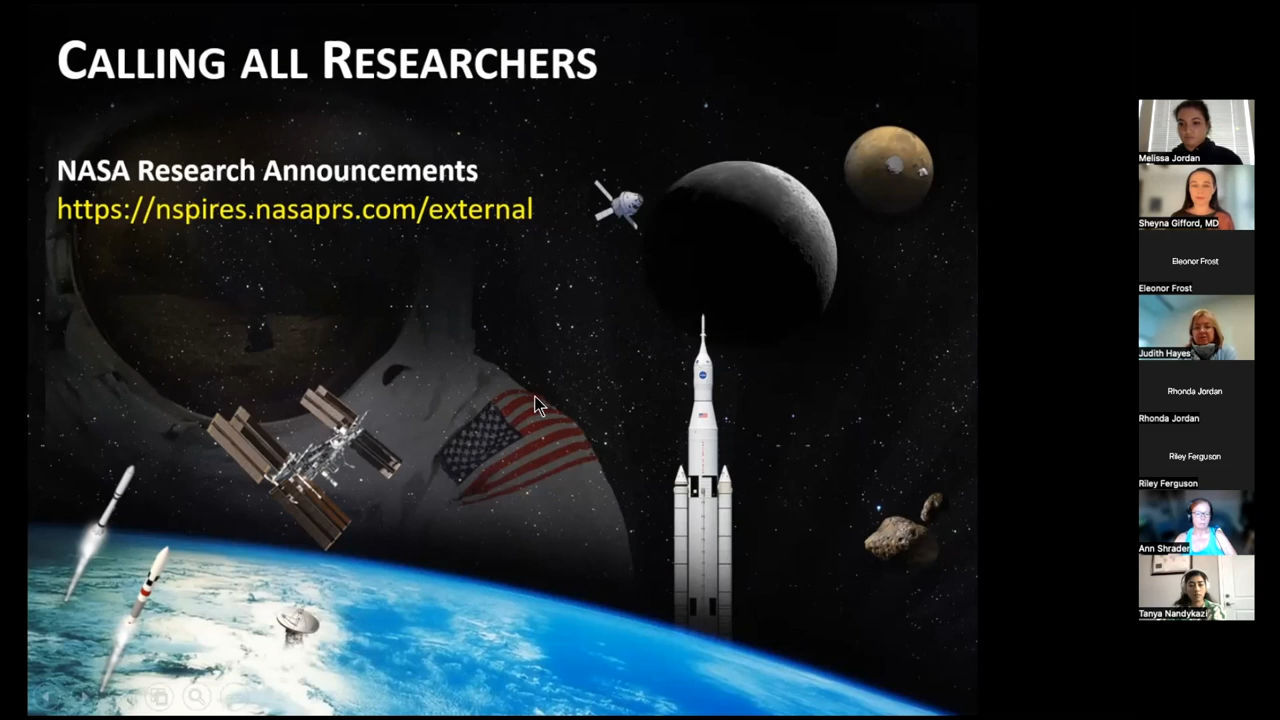 CALLING ALL RESEARCHERS
NASA Research Announcements
https://nspires.nasaprs.com/external
Melissa Jordan
Sheyna Gifford, MD
Eleonor Frost
Eleonor Frost
Judith Hayes
Rhonda Jordan
Rhonda Jordan
Riley Ferguson
Riley Ferguson
Ann Shrader
Tanya Nandykazi